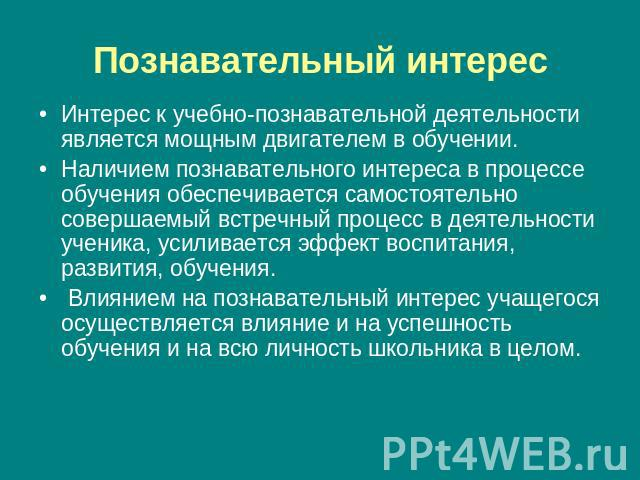 Познавательный интерес
• Интерес к учебно-познавательной деятельности
является мощным двигателем в обучении.
• Наличием познавательного интереса в процессе
обучения обеспечивается самостоятельно
совершаемый встречный процесс в деятельности
ученика, усиливается эффект воспитания,
развития, обучения.
• Влиянием на познавательный интерес учащегося
осуществляется влияние и на успешность
обучения и на всю личность школьника в целом.
PPt4WEB.ru